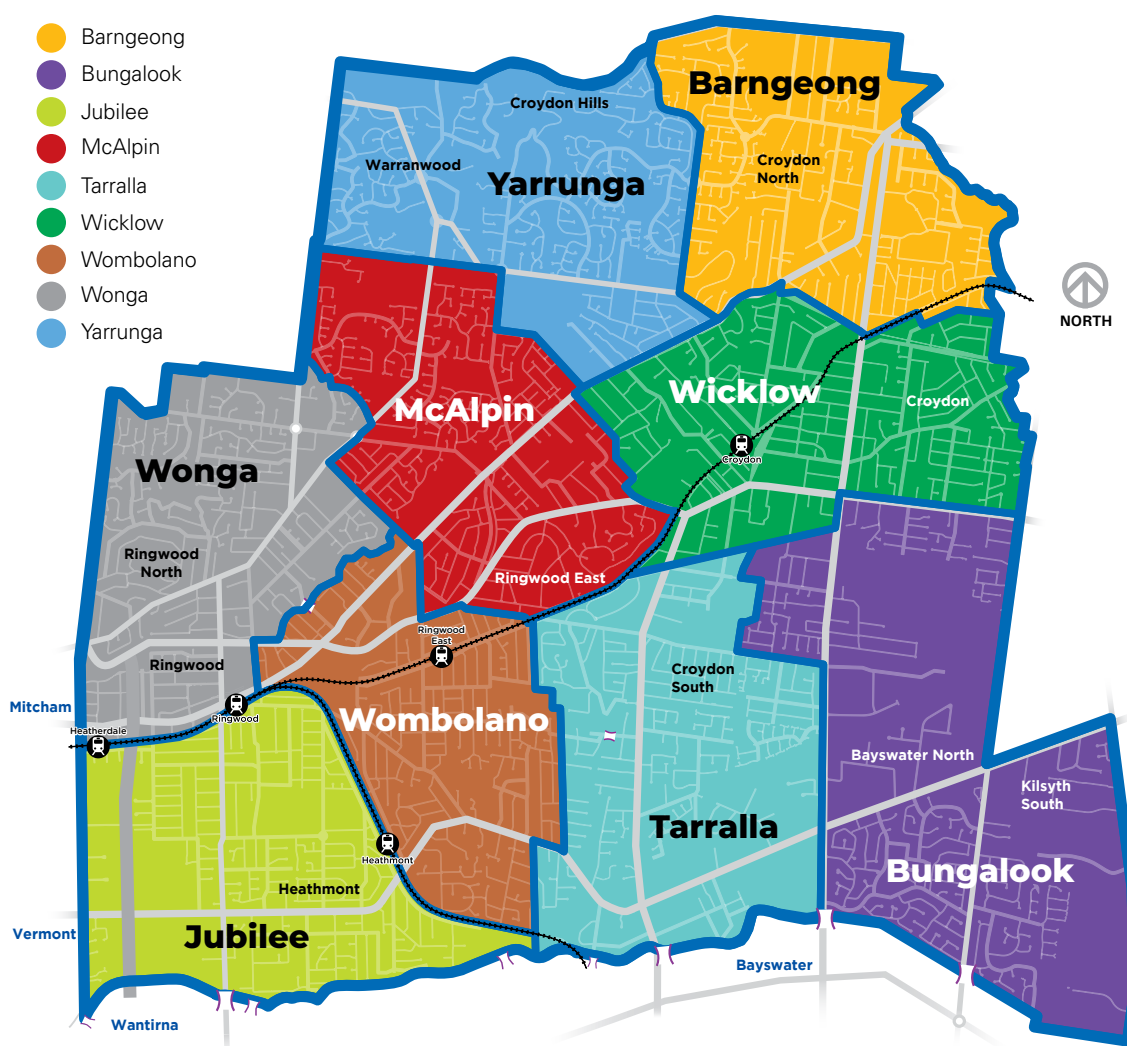 Barngeong
Bungalook
Jubilee
McAlpin
Tarralla
Wicklow
Wombolano
Wonga
Yarrunga
Barngeong
Croydon Hills
Warranwood
Yarrunga
Croydon
North
NORTH
McAlpin
Wicklow
Croydon
Croydon
Wonga
Ringwood
North
Ringwood East
Ringwood
East
Ringwood
Croydon
South
Mitcham
Ringwood
Heatherdale
Wombolano
Bayswater North
Kilsyth
South
Tarralla
Heathmont
Bungalook
Heathmont
Jubilee
Vermont
Bayswater
Wantirna